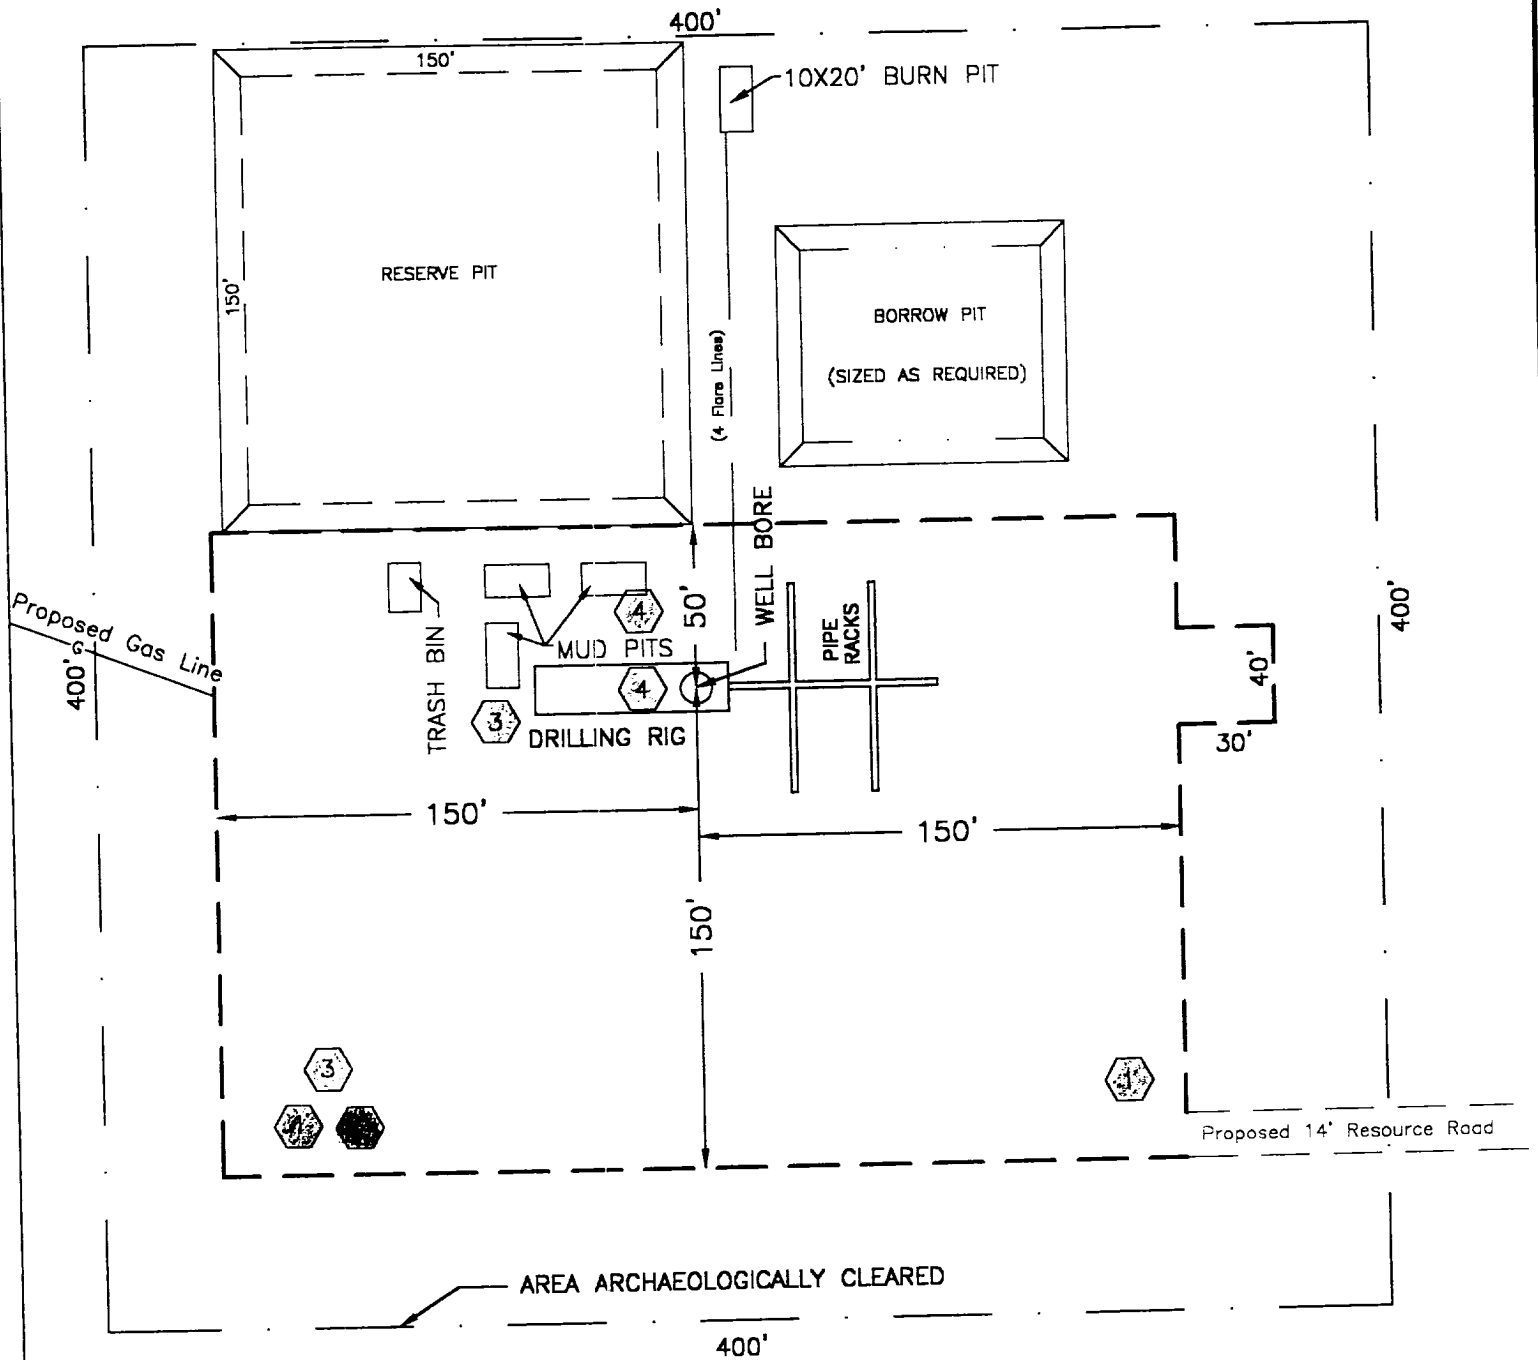 400'
150'
10X20' BURN PIT
RESERVE PIT
150'
BORROW PIT
(SIZED AS REQUIRED)
(4 Flare Lines)
WELL BORE
Proposed Gas Line
G
400'
TRASH BIN
MUD PITS
4
50'
PIPE
RACKS
40'
400'
4
3
DRILLING RIG
30'
150'
150'
150'
3
1
Proposed 14' Resource Road
AREA ARCHAEOLOGICALLY CLEARED
400'